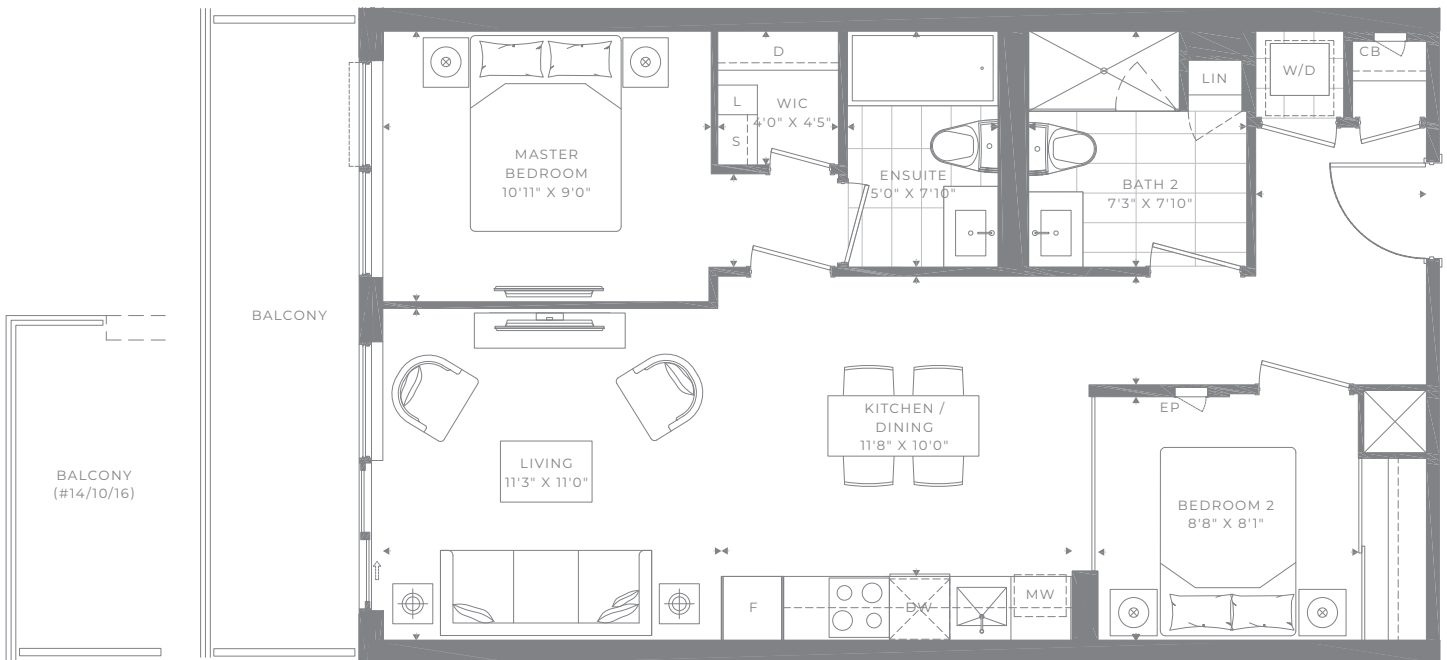 D
L
WIC
4'0" X 4'5"
S
MASTER
BEDROOM
10'11" X 9'0"
ENSUITE
5'0" X 7'10"
BATH 2
7'3" X 7'10"
LIN
W/D
CB
BALCONY
BALCONY
(#14/10/16)
LIVING
11'3" X 11'0"
KITCHEN /
DINING
11'8" X 10'0"
EP
BEDROOM 2
8'8" X 8'1"
F
DW
MW